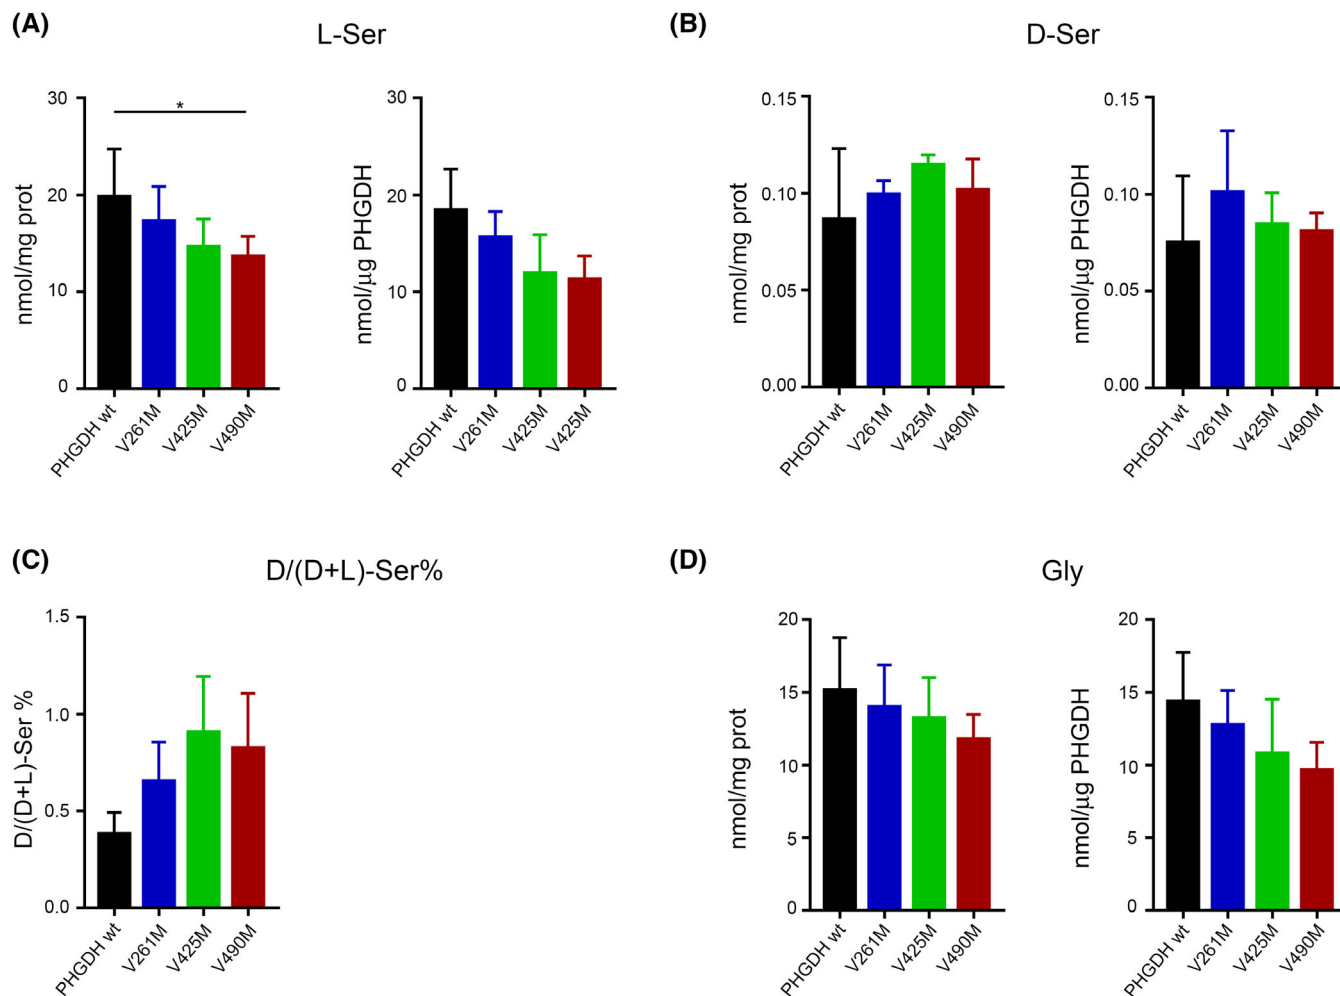 (A)
L-Ser
30
20
10
0
nmol/mg prot
*
PHGDH wt
V261M
V425M
V490M
30
20
10
0
nmol/µg PHGDH
PHGDH wt
V261M
V425M
V425M
(B)
D-Ser
0.15
0.10
0.05
0.00
nmol/mg prot
PHGDH wt
V261M
V425M
V490M
0.15
0.10
0.05
0.00
nmol/µg PHGDH
PHGDH wt
V261M
V425M
V490M
(C)
D/(D+L)-Ser%
1.5
1.0
0.5
0.0
D/(D+L)-Ser %
PHGDH wt
V261M
V425M
V490M
(D)
Gly
20
15
10
5
0
nmol/mg prot
PHGDH wt
V261M
V425M
V490M
20
15
10
5
0
nmol/µg PHGDH
PHGDH wt
V261M
V425M
V490M